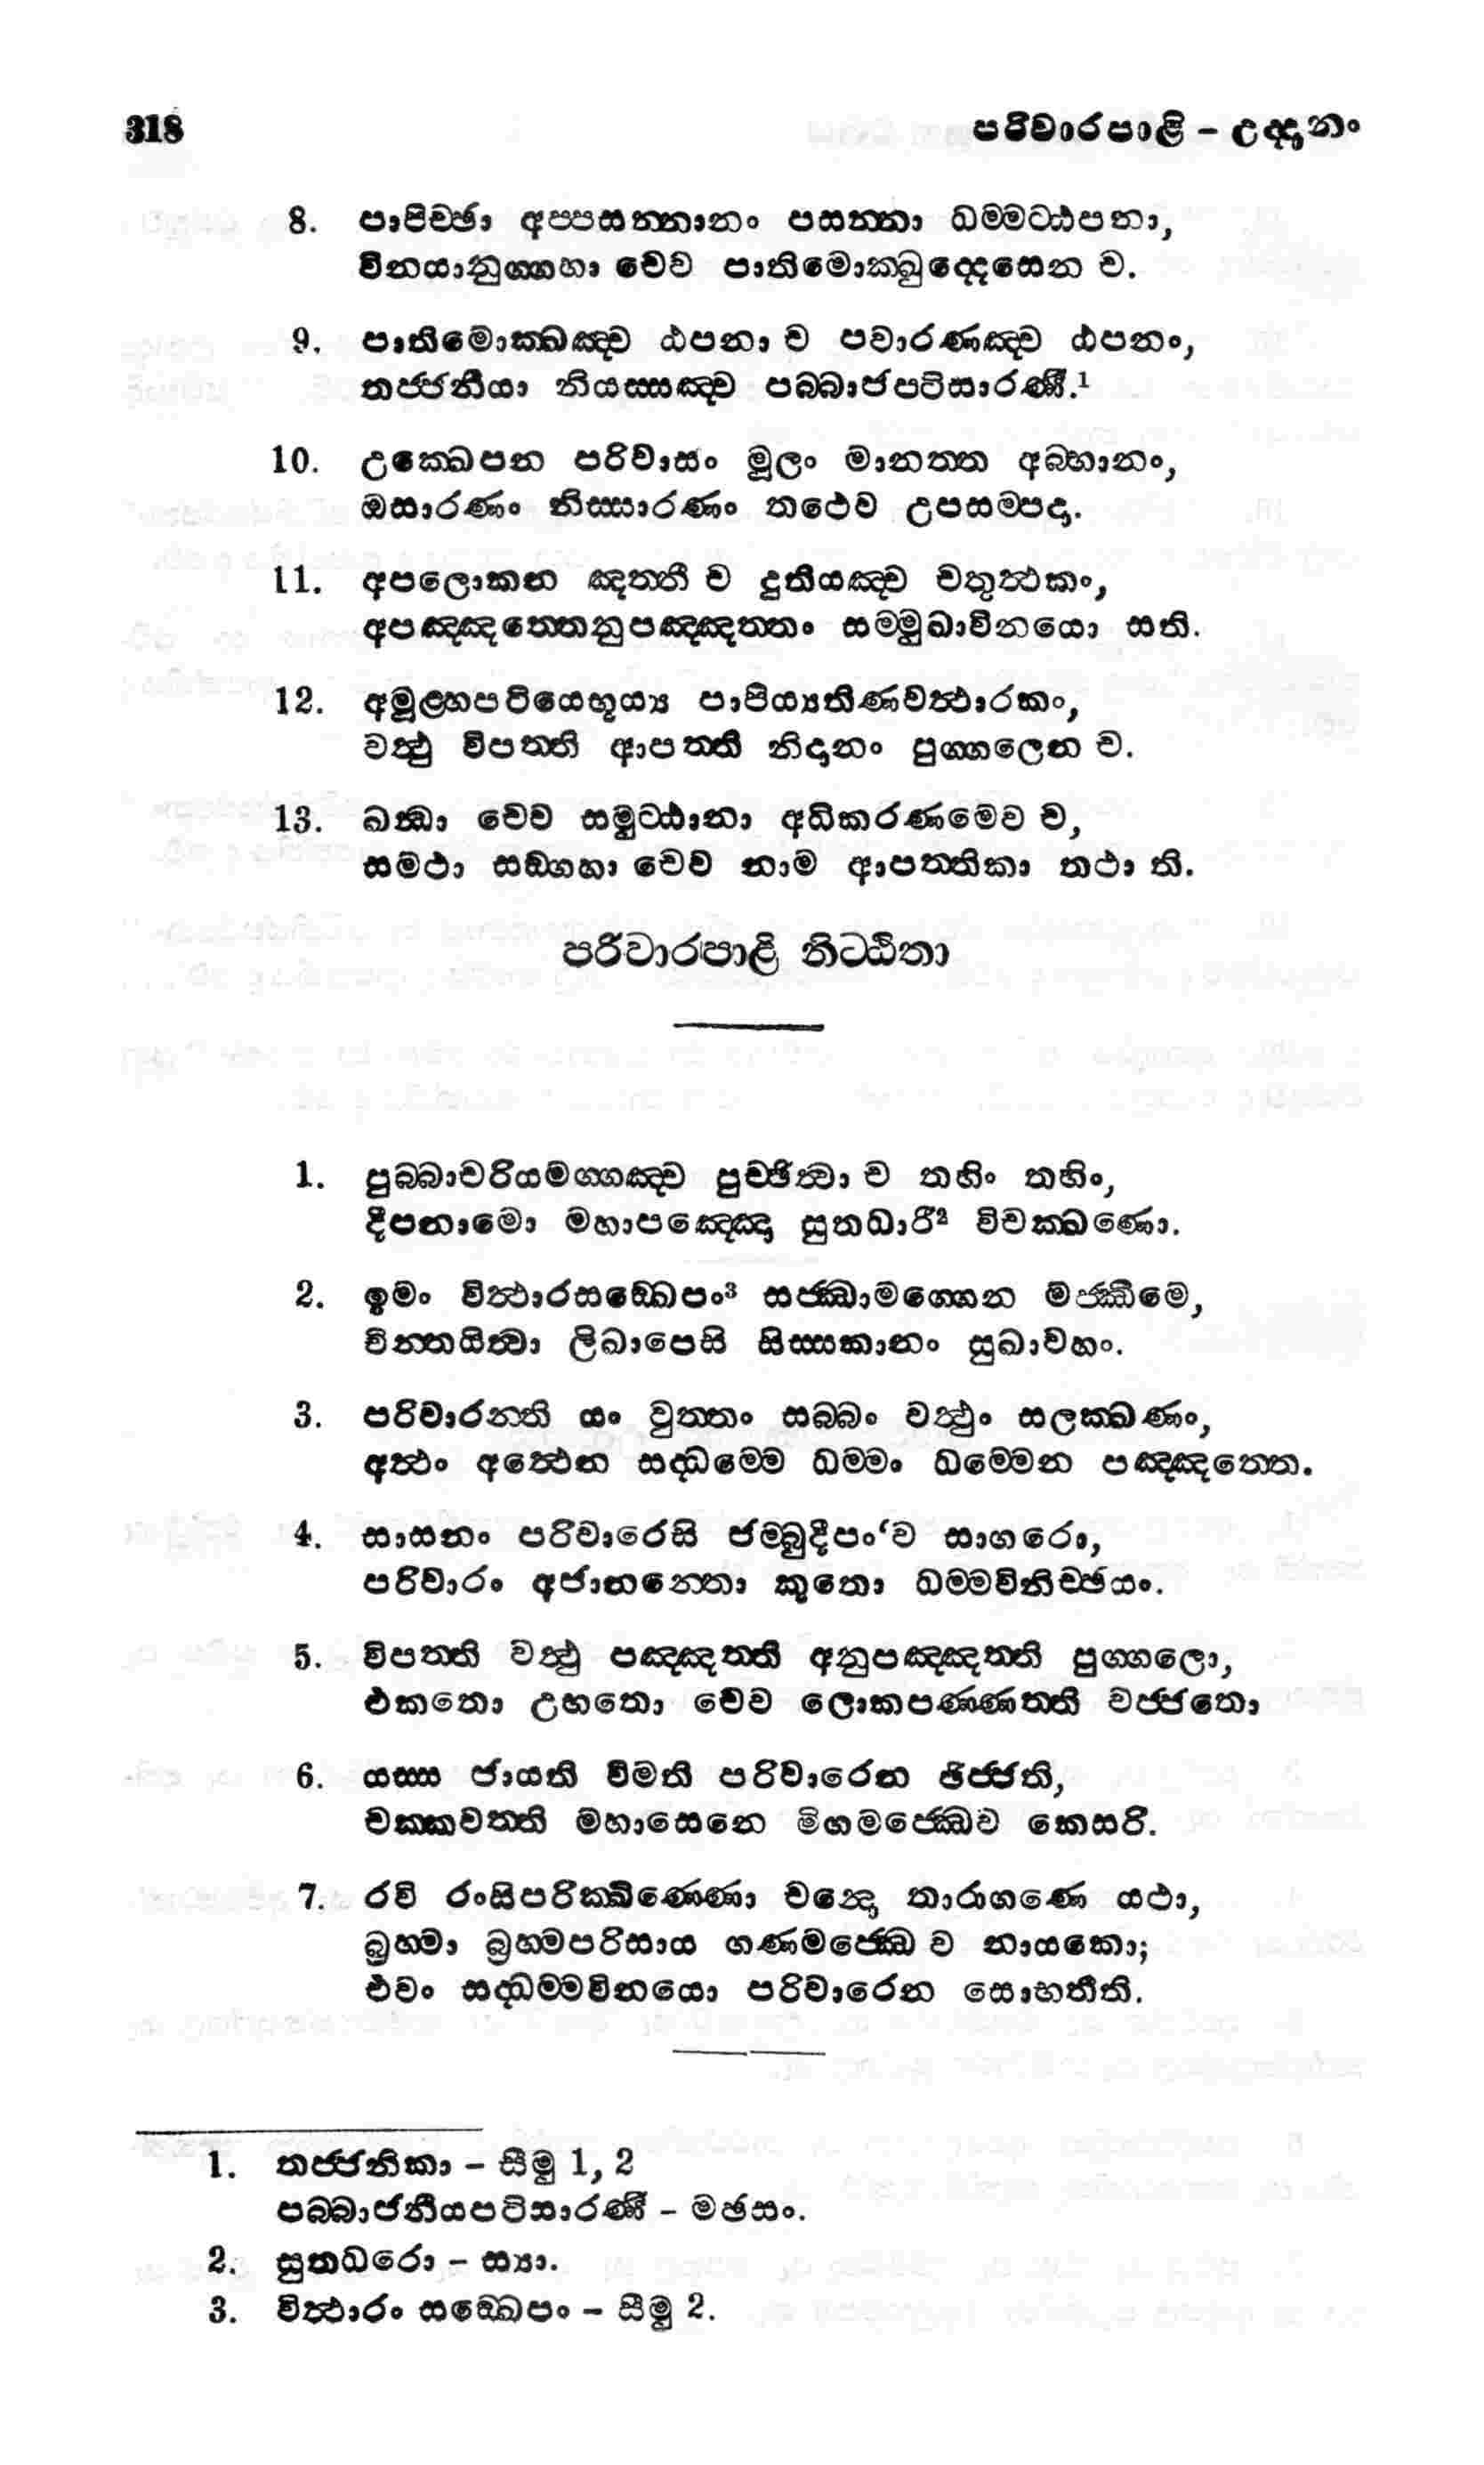 318
පරිවාරපාළි – උද්දානං
8. පාපිච්ඡා අප්පසන්නානං පසන්නා ධම්මට්ඨපනා,
විනයානුග්ගහා චේව පාතිමොක්ඛුද්දෙසෙන ච.
9. පාතිමොක්ඛඤ්ච ඨපනා ච පවාරණඤ්ච ඨපනං,
තජ්ජනීයා නියස්සඤ්ච පබ්බාජපටිසාරණී.¹
10. උක්ඛෙපන පරිවාසං මූලං මානත්ත අබ්භානං,
ඔසාරණං නිස්සාරණං තථෙව උපසම්පදා.
11. අපලොකන ඤත්තී ච දුතියඤ්ච චතුත්ථකං,
අපඤ්ඤත්තෙනුපඤ්ඤත්තං සම්මුඛාවිනයො සති.
12. අමූළ්හපටියෙභූය්‍ය පාපිය්‍යතිණවත්ථාරකං,
වත්ථු විපත්ති ආපත්ති නිදානං පුග්ගලෙන ච.
13. ඛන්ධා චෙව සමුට්ඨානා අධිකරණමෙව ච,
සමථා සඞ්ගහා චෙව නාම ආපත්තිකා තථා ති.
පරිවාරපාළි නිට්ඨිතා
1. පුබ්බාචරියමග්ගඤ්ච පුච්ඡිත්වා ච තහිං තහිං,
දීපනාමො මහාපඤ්ඤො සුතධාරී² විචක්ඛණො.
2. ඉමං විත්ථාරසඞ්ඛෙපං³ සජ්ඣාමග්ගෙන මජ්ඣිමෙ,
චින්තයිත්වා ලිඛාපෙසි සිස්සකානං සුඛාවහං.
3. පරිවාරන්ති යං වුත්තං සබ්බං වත්ථුං සලක්ඛණං,
අත්ථං අත්ථෙන සද්ධම්මෙ ධම්මං ධම්මෙන පඤ්ඤත්තෙ.
4. සාසනං පරිවාරෙසි ජම්බුදීපං‘ව සාගරො,
පරිවාරං අජානන්තො කුතො ධම්මවිනිච්ඡයං.
5. විපත්ති වත්ථු පඤ්ඤත්ති අනුපඤ්ඤත්ති පුග්ගලො,
එකතො උභතො චේව ලොකපණ්ණත්ති වජ්ජතො
6. යස්ස ජායති විමති පරිවාරෙන ඡිජ්ජති,
චක්කවත්ති මහාසෙනෙ මිගමජ්ඣෙව කෙසරි.
7. රවි රංසිපරික්ඛිණ්ණො චන්දො තාරාගණෙ යථා,
බ්‍රහ්මා බ්‍රහ්මපරිසාය ගණමජ්ඣෙ ව නායකො;
එවං සද්ධම්මවිනයො පරිවාරෙන සොභතීති.
1. තජ්ජනිකා – සීමු 1, 2
පබ්බාජනීයපටිසාරණී – මඡසං.
2. සුතධරො – ස්‍යා.
3. විත්ථාරං සඞ්ඛෙපං – සීමු 2.